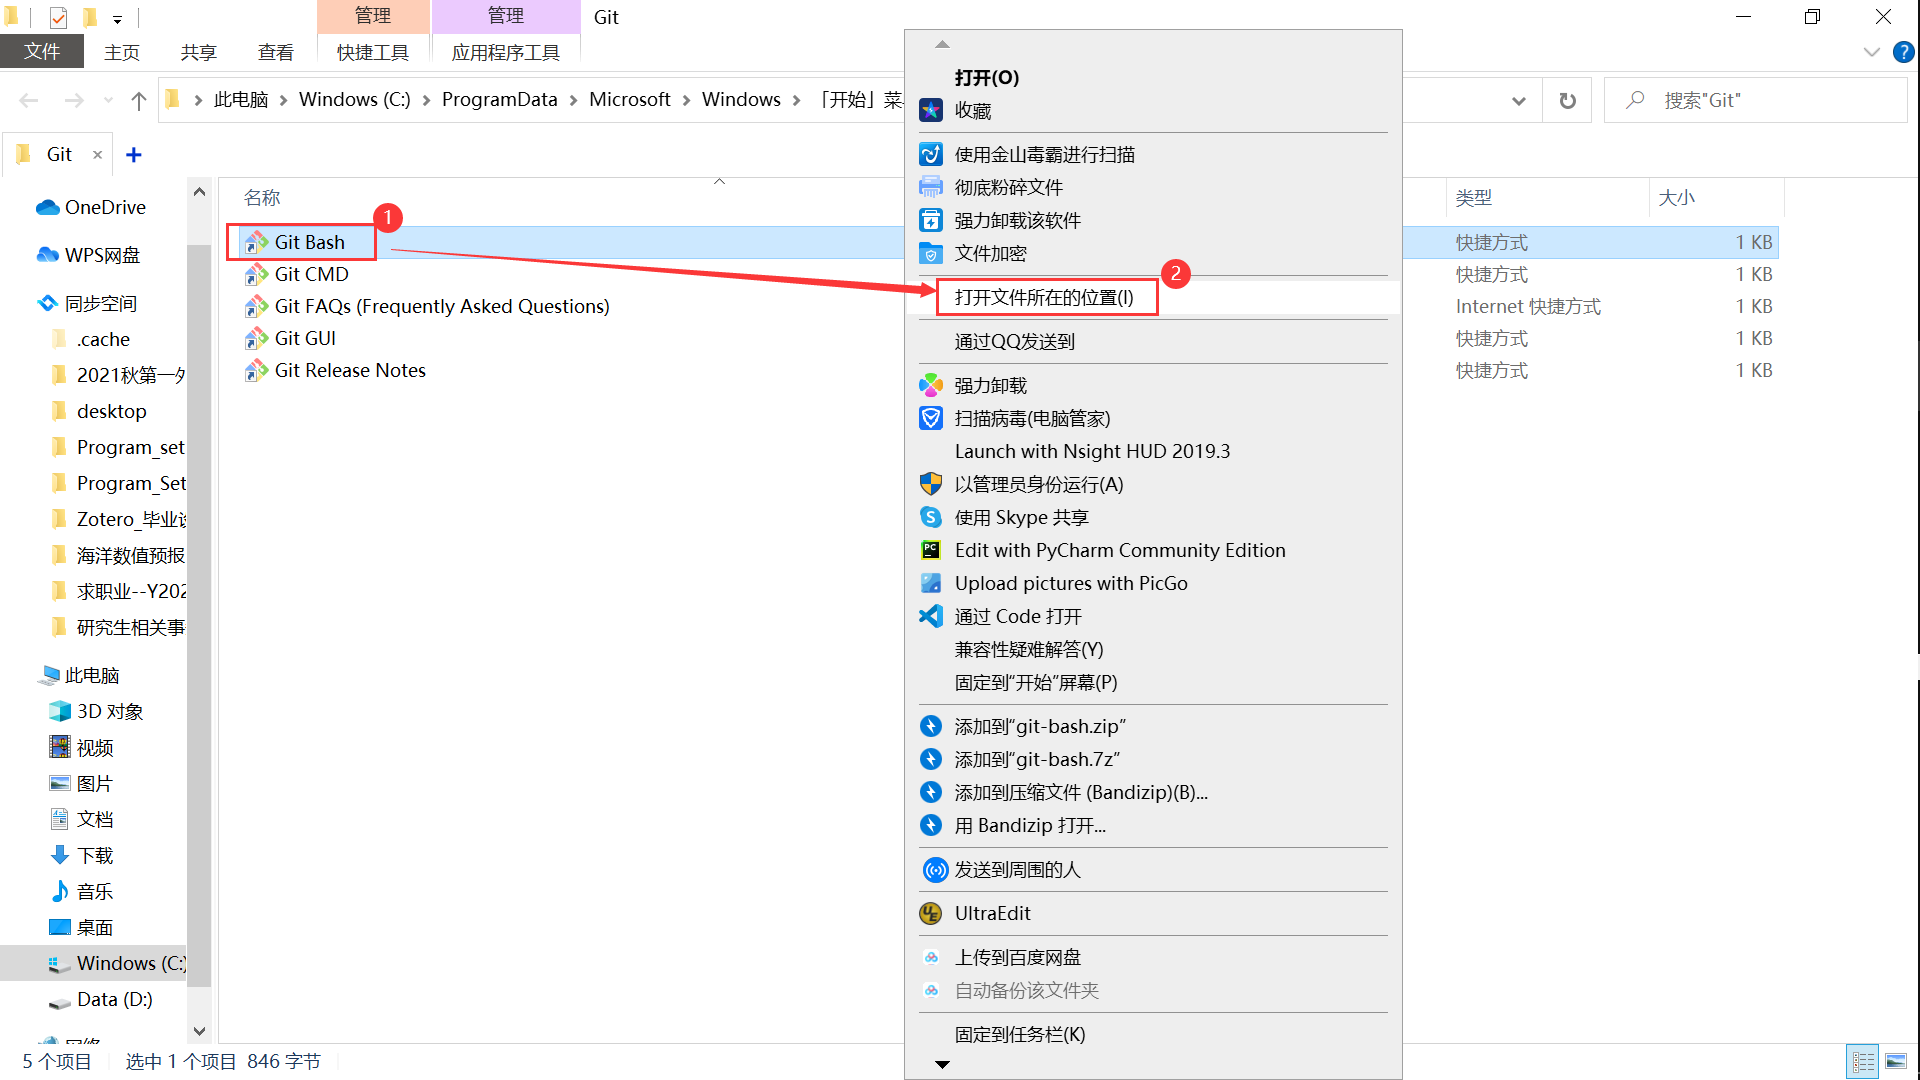 管理
管理
Git
文件
主页
共享
查看
快捷工具
应用程序工具
?
此电脑
Windows (C:)
ProgramData
Microsoft
Windows
「开始」菜
搜索"Git"
Git
OneDrive
WPS网盘
同步空间
.cache
2021秋第一
desktop
Program_set
Program_Set
Zotero_毕业
海洋数值预报
求职业--Y202
研究生相关事
此电脑
3D 对象
视频
图片
文档
下载
音乐
桌面
Windows (C:)
Data (D:)
名称
类型
大小
1
Git Bash
快捷方式
1 KB
Git CMD
快捷方式
1 KB
Git FAQs (Frequently Asked Questions)
Internet 快捷方式
1 KB
Git GUI
快捷方式
1 KB
Git Release Notes
快捷方式
1 KB
打开(O)
收藏
使用金山毒霸进行扫描
彻底粉碎文件
强力卸载该软件
文件加密
2
打开文件所在的位置(I)
通过QQ发送到
强力卸载
扫描病毒(电脑管家)
Launch with Nsight HUD 2019.3
以管理员身份运行(A)
使用 Skype 共享
Edit with PyCharm Community Edition
Upload pictures with PicGo
通过 Code 打开
兼容性疑难解答(Y)
固定到“开始”屏幕(P)
添加到“git-bash.zip”
添加到“git-bash.7z”
添加到压缩文件 (Bandizip)(B)...
用 Bandizip 打开...
发送到周围的人
UltraEdit
上传到百度网盘
自动备份该文件夹
固定到任务栏(K)
5 个项目
选中 1 个项目 846 字节